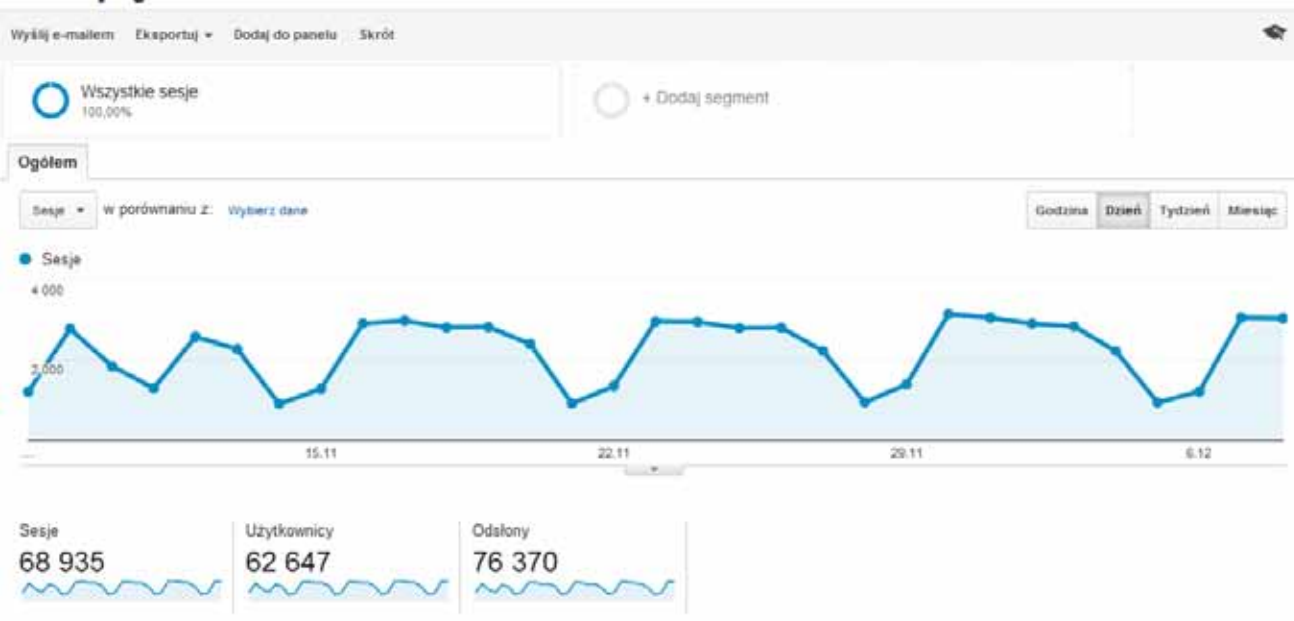 Wyślij e-mailem Eksportuj Dodaj do panelu Skrót
Wszystkie sesje
100,00%
+ Dodaj segment
Ogółem
Sesje w porównaniu z: Wybierz dane
Godzina Dzień Tydzień Miesiąc
Sesje
4 000
2 000
... 15.11 22.11 29.11 6.12
Sesje Użytkownicy Odsłony
68 935 62 647 76 370